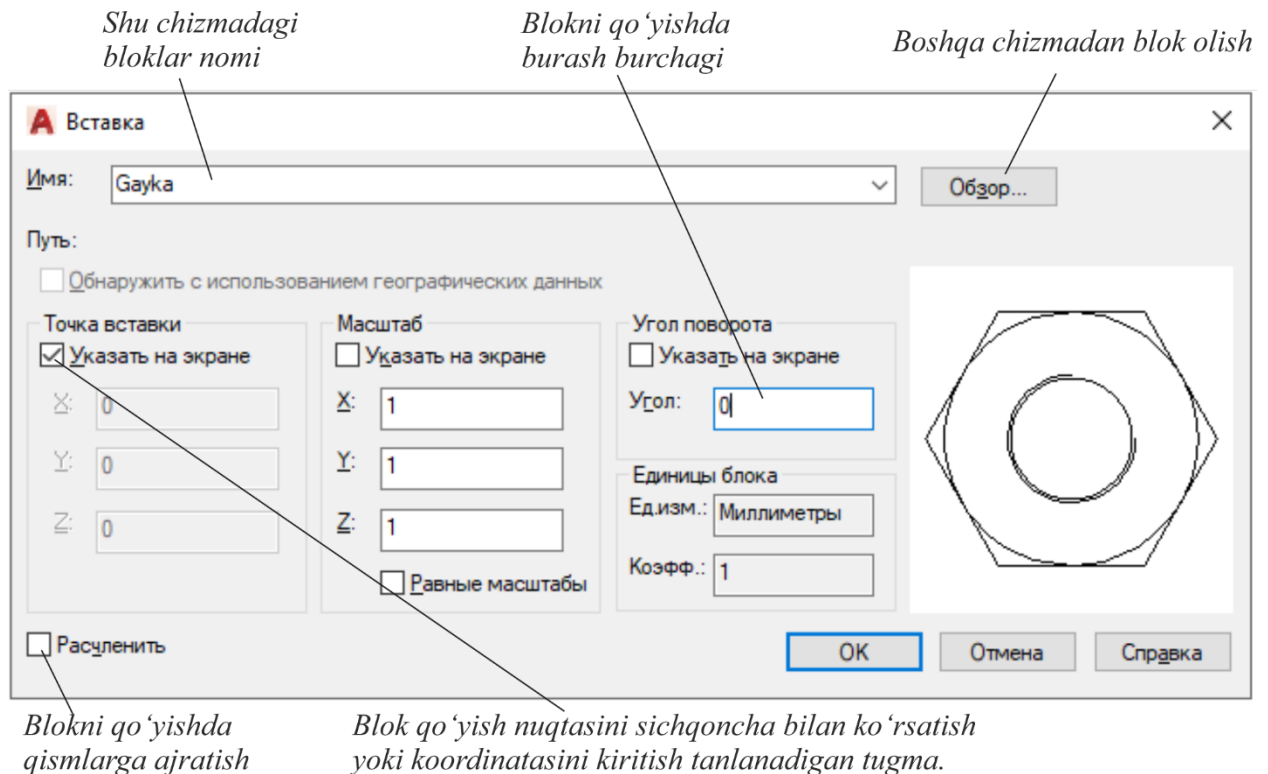 Shu chizmadagi
bloklar nomi
Blokni qo‘yishda
burash burchagi
Boshqa chizmadan blok olish
Вставка
Имя:
Gayka
Обзор...
Путь:
Обнаружить с использованием географических данных
Точка вставки
Указать на экране
X: 0
Y: 0
Z: 0
Масштаб
Указать на экране
X: 1
Y: 1
Z: 1
Равные масштабы
Угол поворота
Указать на экране
Угол: 0
Единицы блока
Ед.изм.: Миллиметры
Коэфф.: 1
Расчленить
OK
Отмена
Справка
Blokni qo‘yishda
qismlarga ajratish
Blok qo‘yish nuqtasini sichqoncha bilan ko‘rsatish
yoki koordinatasini kiritish tanlanadigan tugma.